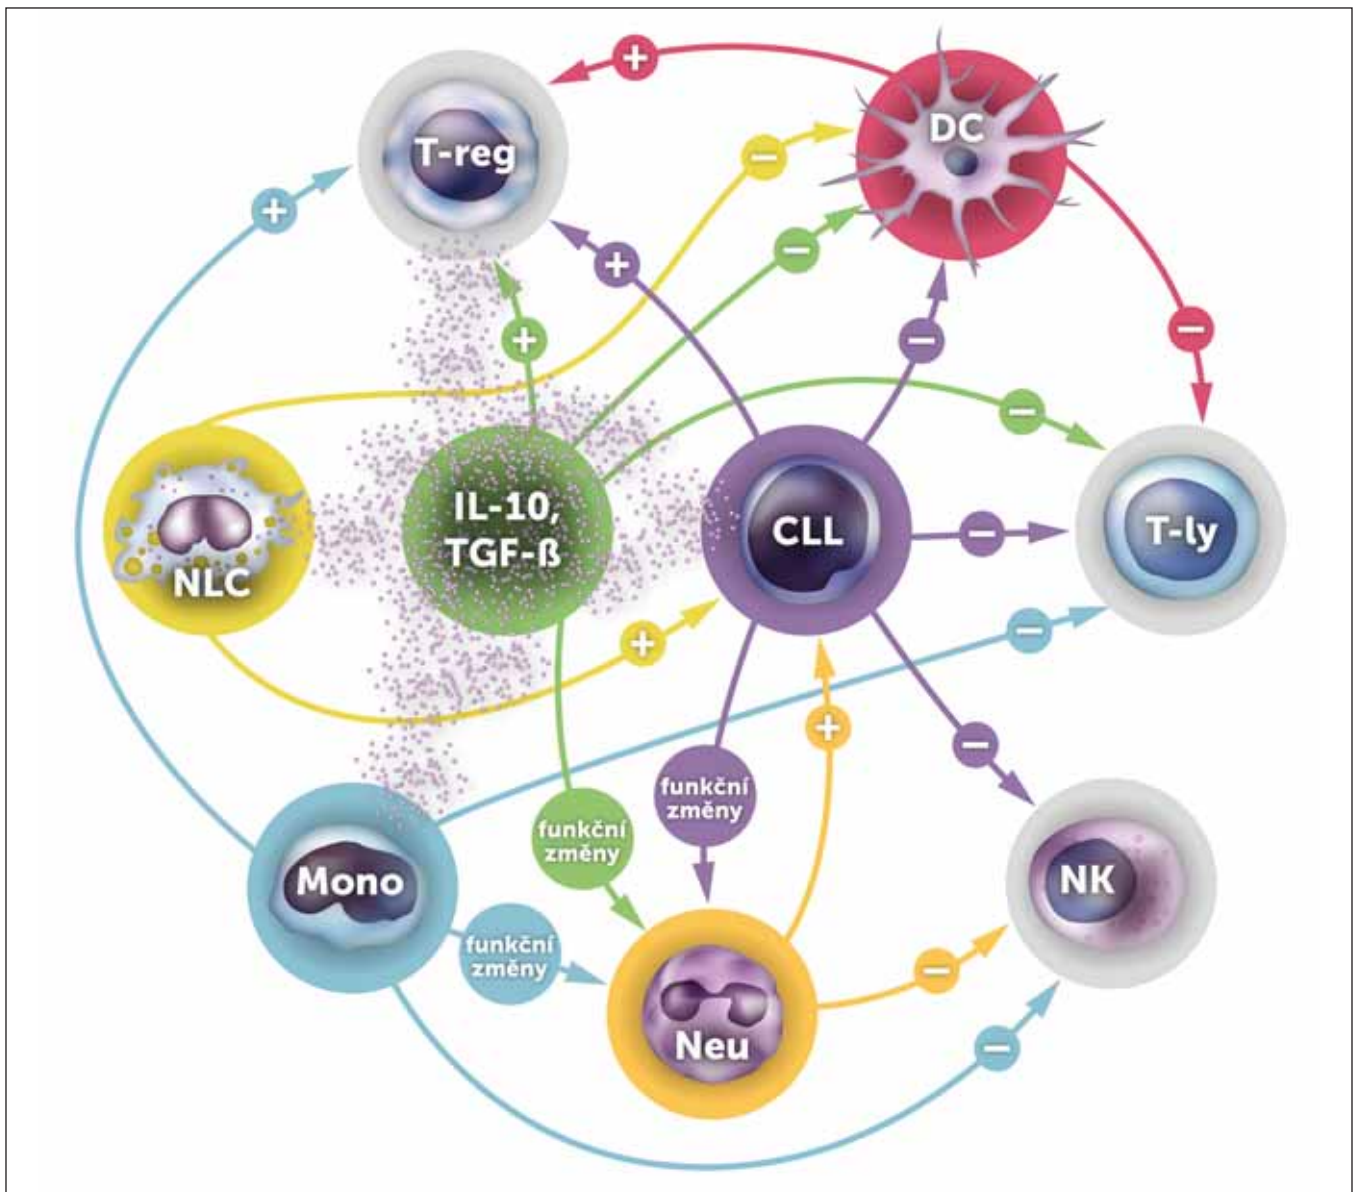 T-reg
DC
IL-10,
TGF-ß
NLC
CLL
T-ly
funkční
změny
funkční
změny
Mono
funkční
změny
NK
Neu
+
+
−
−
+
+
−
−
−
−
−
+
+
−
−
−